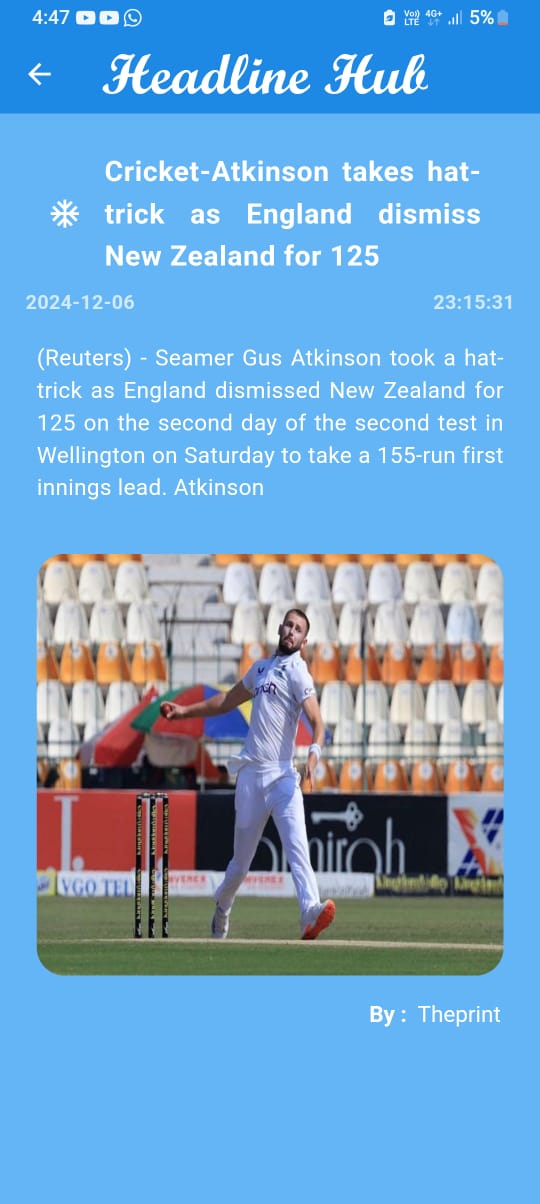 4:47 Vo)) LTE 4G+ 5%
Headline Hub
Cricket-Atkinson takes hat-
trick as England dismiss
New Zealand for 125
2024-12-06 23:15:31
(Reuters) - Seamer Gus Atkinson took a hat-
trick as England dismissed New Zealand for
125 on the second day of the second test in
Wellington on Saturday to take a 155-run first
innings lead. Atkinson
VGO TEL
By : Theprint